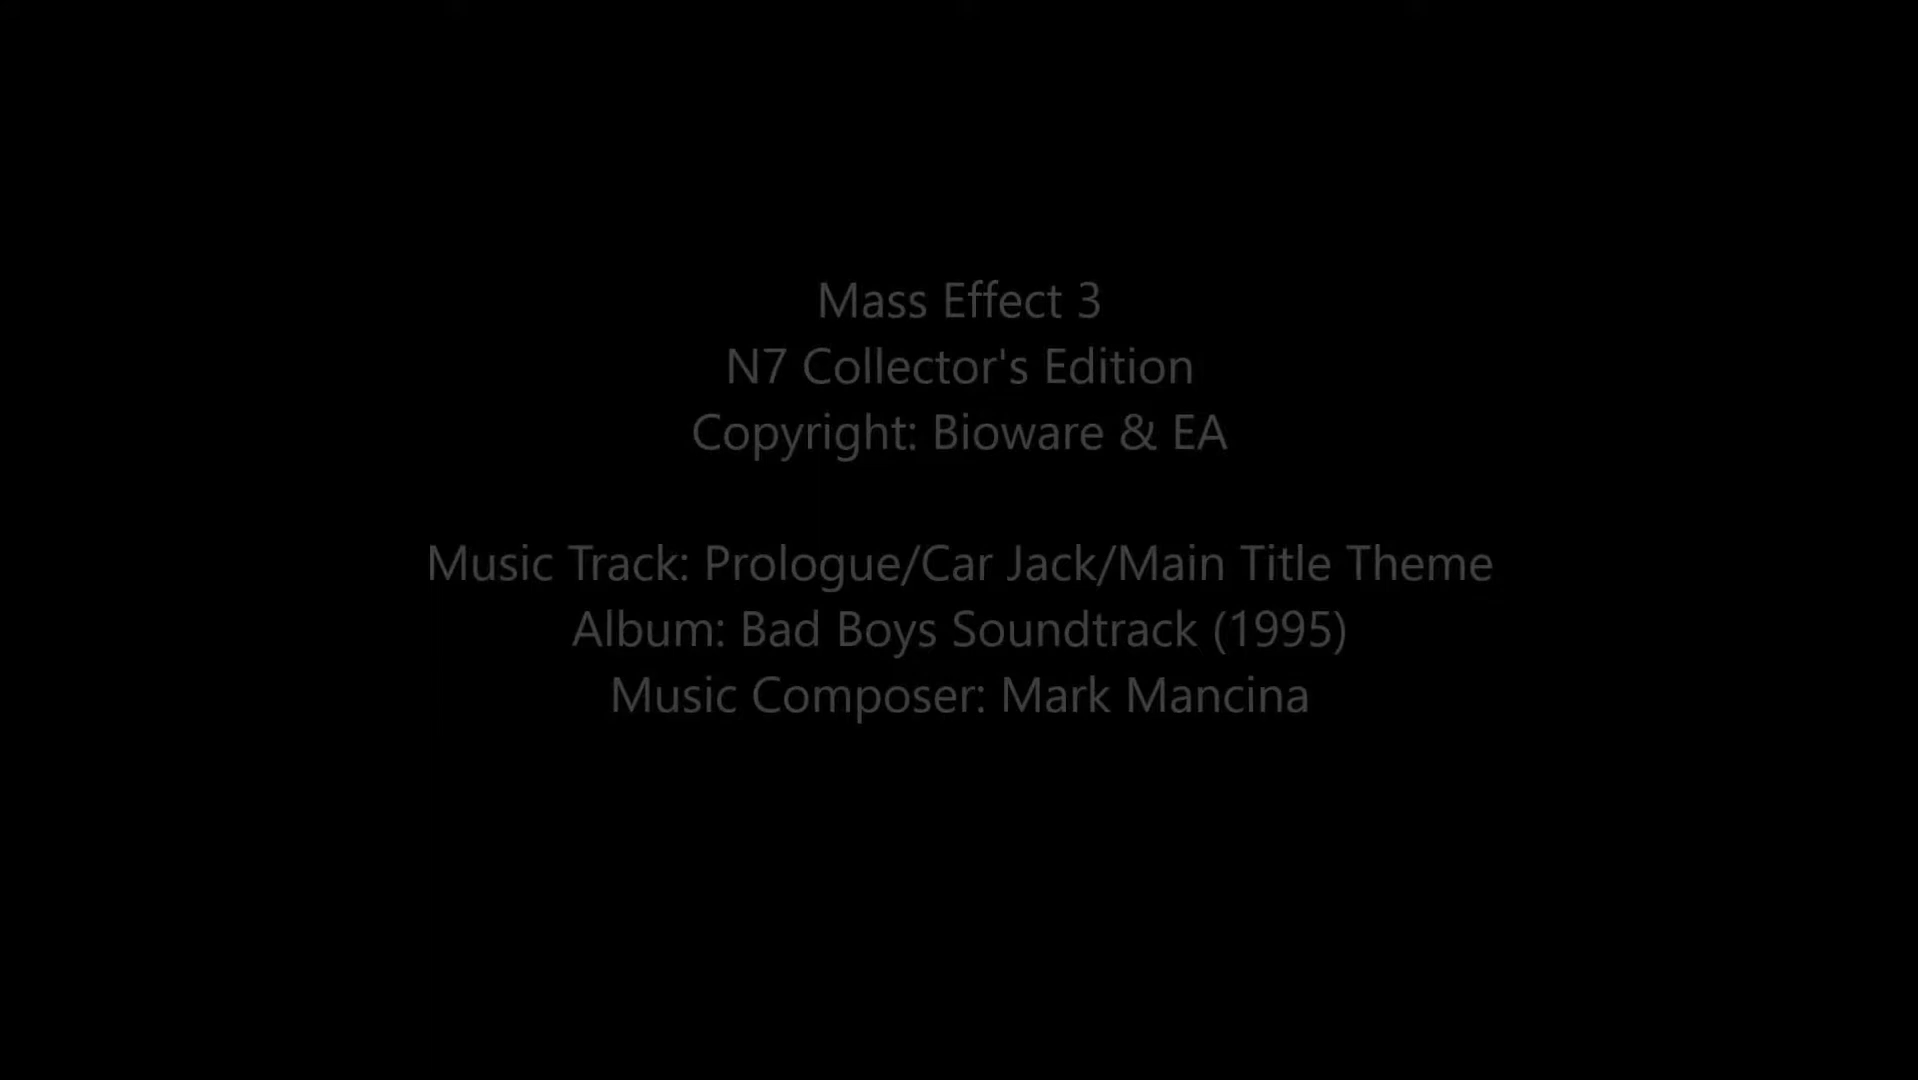 Mass Effect 3
N7 Collector's Edition
Copyright: Bioware & EA
Music Track: Prologue/Car Jack/Main Title Theme
Album: Bad Boys Soundtrack (1995)
Music Composer: Mark Mancina